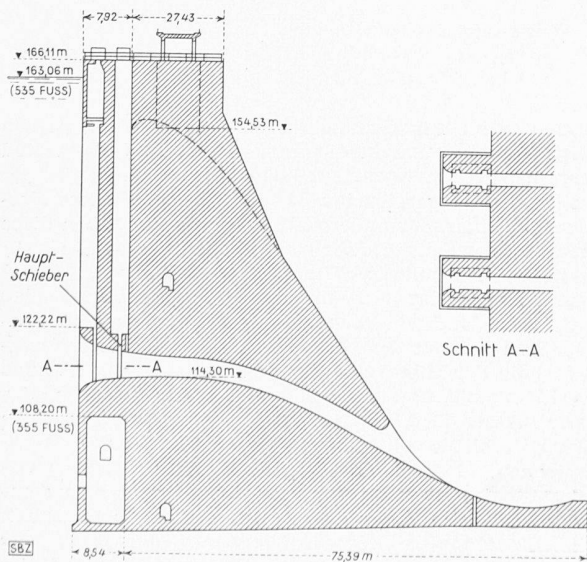 7,92
27,43
166,11 m
163,06 m
(535 FUSS)
154,53 m
Haupt-
Schieber
122,22 m
A
A
Schnitt A-A
114,30 m
108,20 m
(355 FUSS)
SBZ
8,54
75,39 m